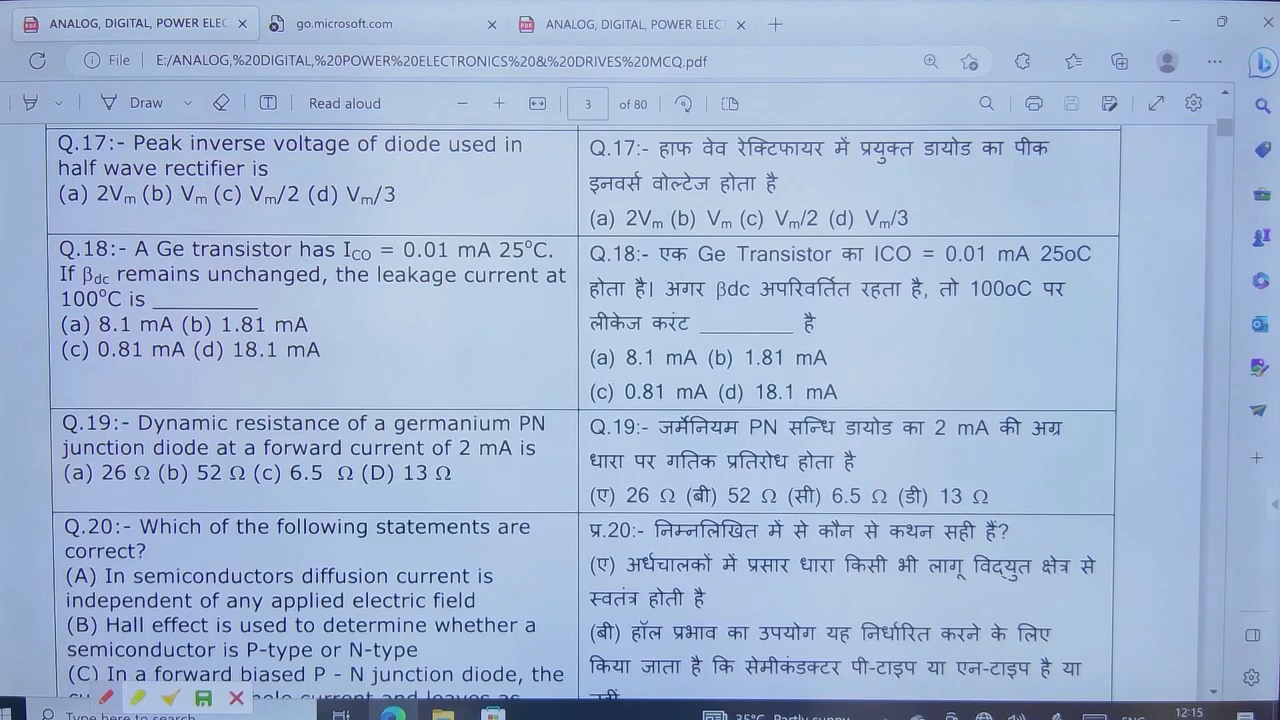 ANALOG, DIGITAL, POWER ELEC
go.microsoft.com
ANALOG, DIGITAL, POWER ELEC
File E:/ANALOG,%20DIGITAL,%20POWER%20ELECTRONICS%20&%20DRIVES%20MCQ.pdf
Draw Read aloud 3 of 80
Q.17:- Peak inverse voltage of diode used in
half wave rectifier is
(a) 2Vm (b) Vm (c) Vm/2 (d) Vm/3
Q.17:- हाफ वेव रेक्टिफायर में प्रयुक्त डायोड का पीक
इनवर्स वोल्टेज होता है
(a) 2Vm (b) Vm (c) Vm/2 (d) Vm/3
Q.18:- A Ge transistor has ICO = 0.01 mA 25°C.
If βdc remains unchanged, the leakage current at
100°C is _________
(a) 8.1 mA (b) 1.81 mA
(c) 0.81 mA (d) 18.1 mA
Q.18:- एक Ge Transistor का ICO = 0.01 mA 25oC
होता है। अगर βdc अपरिवर्तित रहता है, तो 100oC पर
लीकेज करंट ________ है
(a) 8.1 mA (b) 1.81 mA
(c) 0.81 mA (d) 18.1 mA
Q.19:- Dynamic resistance of a germanium PN
junction diode at a forward current of 2 mA is
(a) 26 Ω (b) 52 Ω (c) 6.5 Ω (D) 13 Ω
Q.19:- जर्मेनियम PN सन्धि डायोड का 2 mA की अग्र
धारा पर गतिक प्रतिरोध होता है
(ए) 26 Ω (बी) 52 Ω (सी) 6.5 Ω (डी) 13 Ω
Q.20:- Which of the following statements are
correct?
(A) In semiconductors diffusion current is
independent of any applied electric field
(B) Hall effect is used to determine whether a
semiconductor is P-type or N-type
(C) In a forward biased P - N junction diode, the
प्र.20:- निम्नलिखित में से कौन से कथन सही हैं?
(ए) अर्धचालकों में प्रसार धारा किसी भी लागू विद्युत क्षेत्र से
स्वतंत्र होती है
(बी) हॉल प्रभाव का उपयोग यह निर्धारित करने के लिए
किया जाता है कि सेमीकंडक्टर पी-टाइप या एन-टाइप है या
Type here to search
35°C Partly sunny
12:15